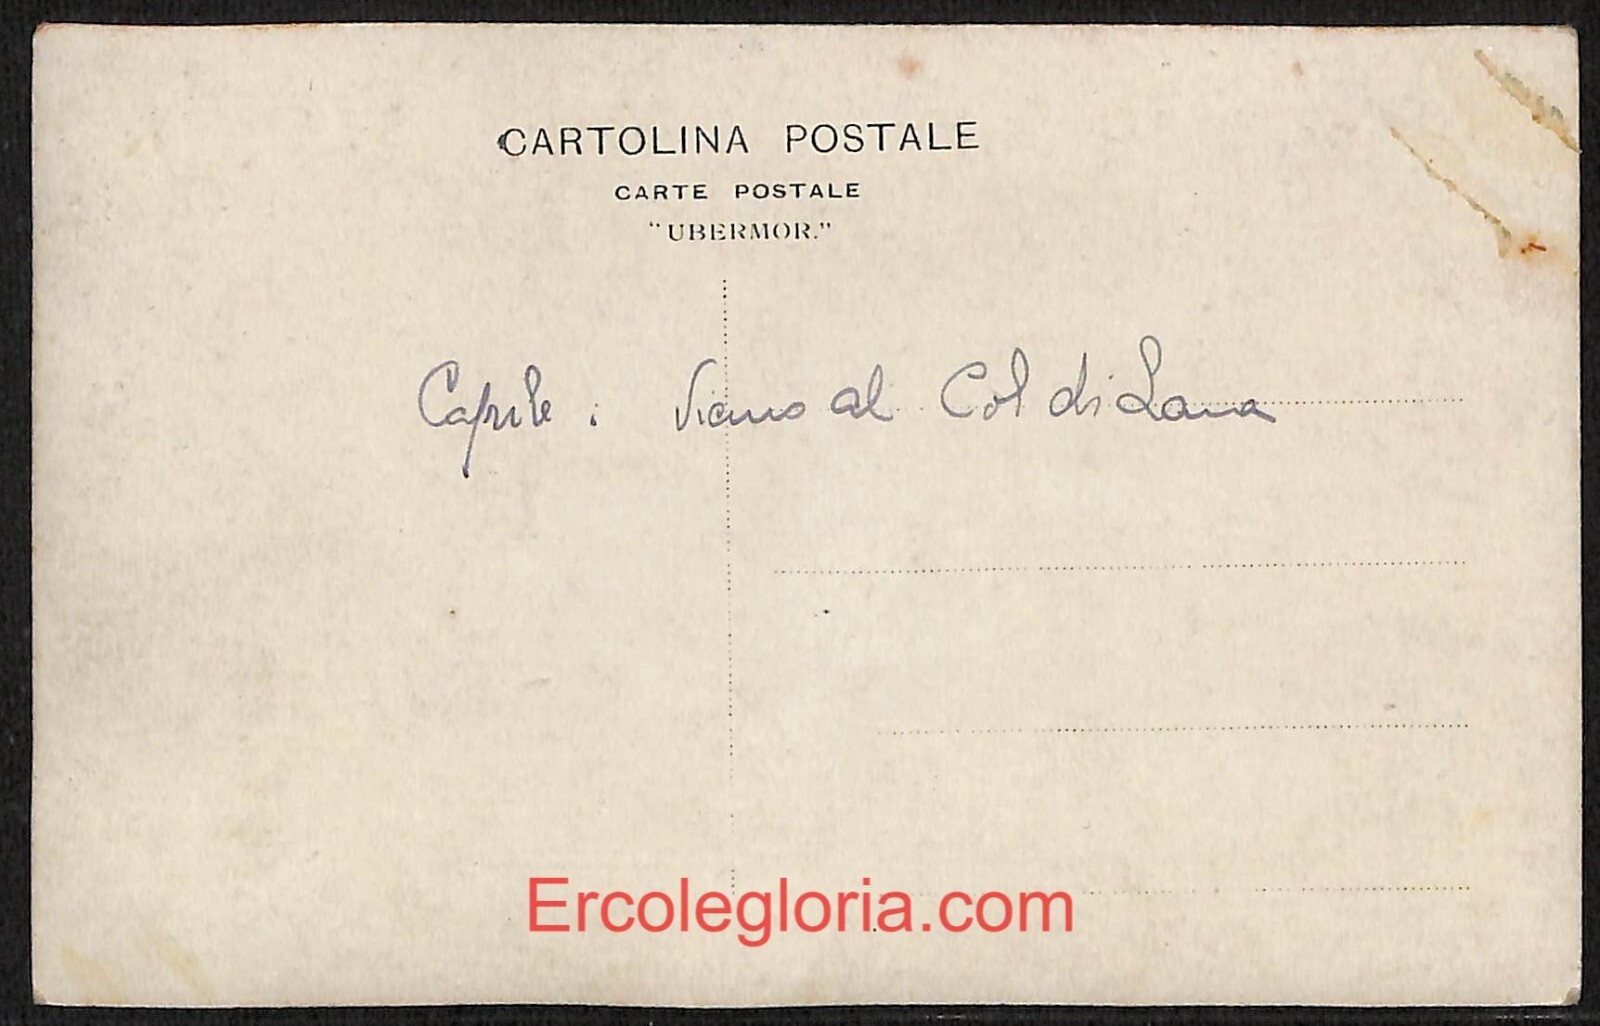 CARTOLINA POSTALE
CARTE POSTALE
"UBERMOR."
Caprile: vicino al Col di Lana
Ercolegloria.com